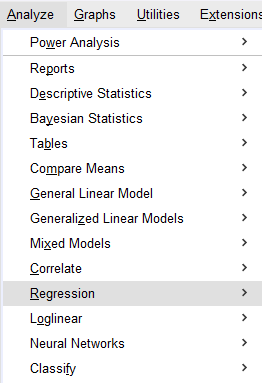 Analyze Graphs Utilities Extensions
Power Analysis
Reports
Descriptive Statistics
Bayesian Statistics
Tables
Compare Means
General Linear Model
Generalized Linear Models
Mixed Models
Correlate
Regression
Loglinear
Neural Networks
Classify